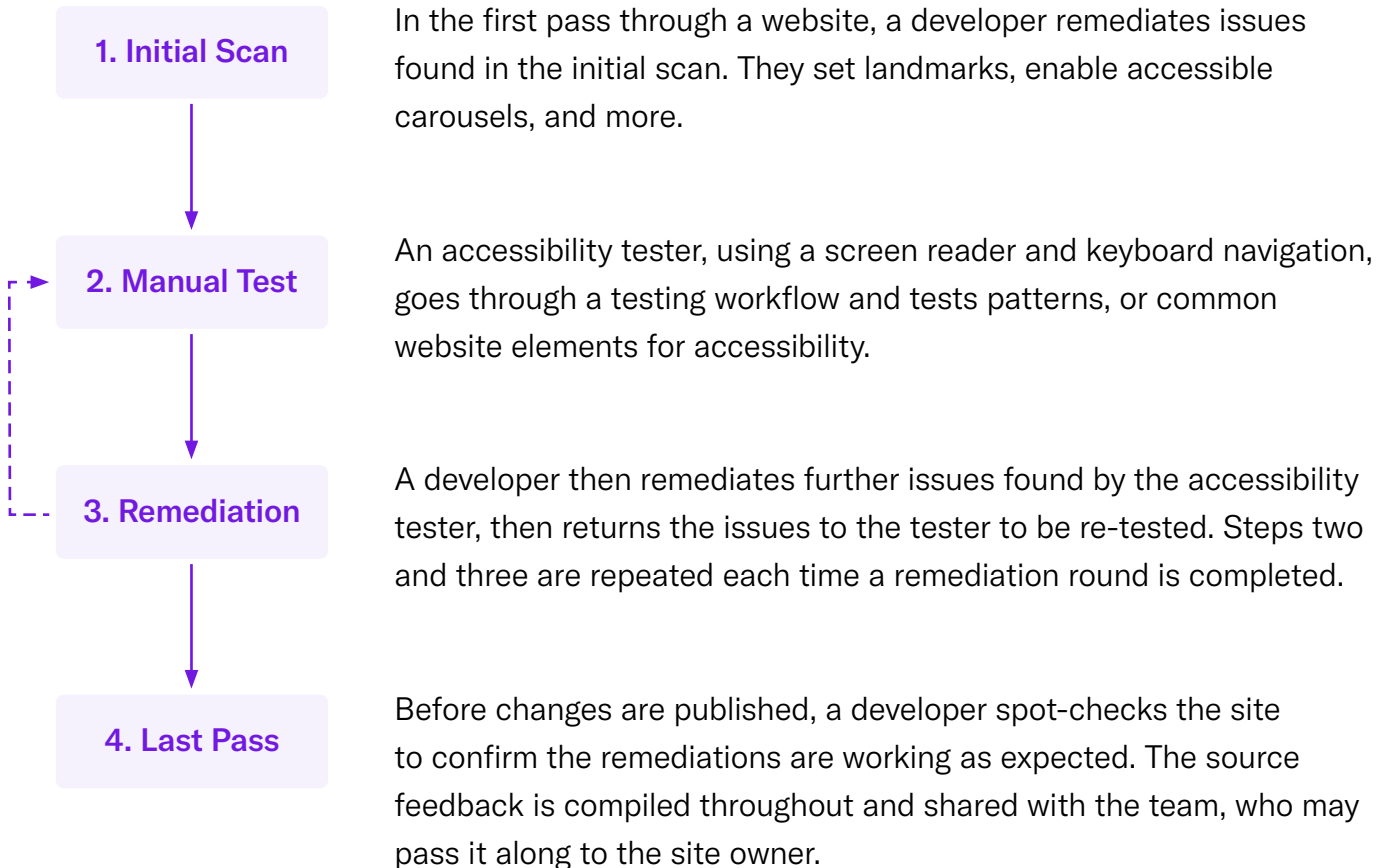 1. Initial Scan
In the first pass through a website, a developer remediates issues
found in the initial scan. They set landmarks, enable accessible
carousels, and more.
2. Manual Test
An accessibility tester, using a screen reader and keyboard navigation,
goes through a testing workflow and tests patterns, or common
website elements for accessibility.
3. Remediation
A developer then remediates further issues found by the accessibility
tester, then returns the issues to the tester to be re-tested. Steps two
and three are repeated each time a remediation round is completed.
4. Last Pass
Before changes are published, a developer spot-checks the site
to confirm the remediations are working as expected. The source
feedback is compiled throughout and shared with the team, who may
pass it along to the site owner.